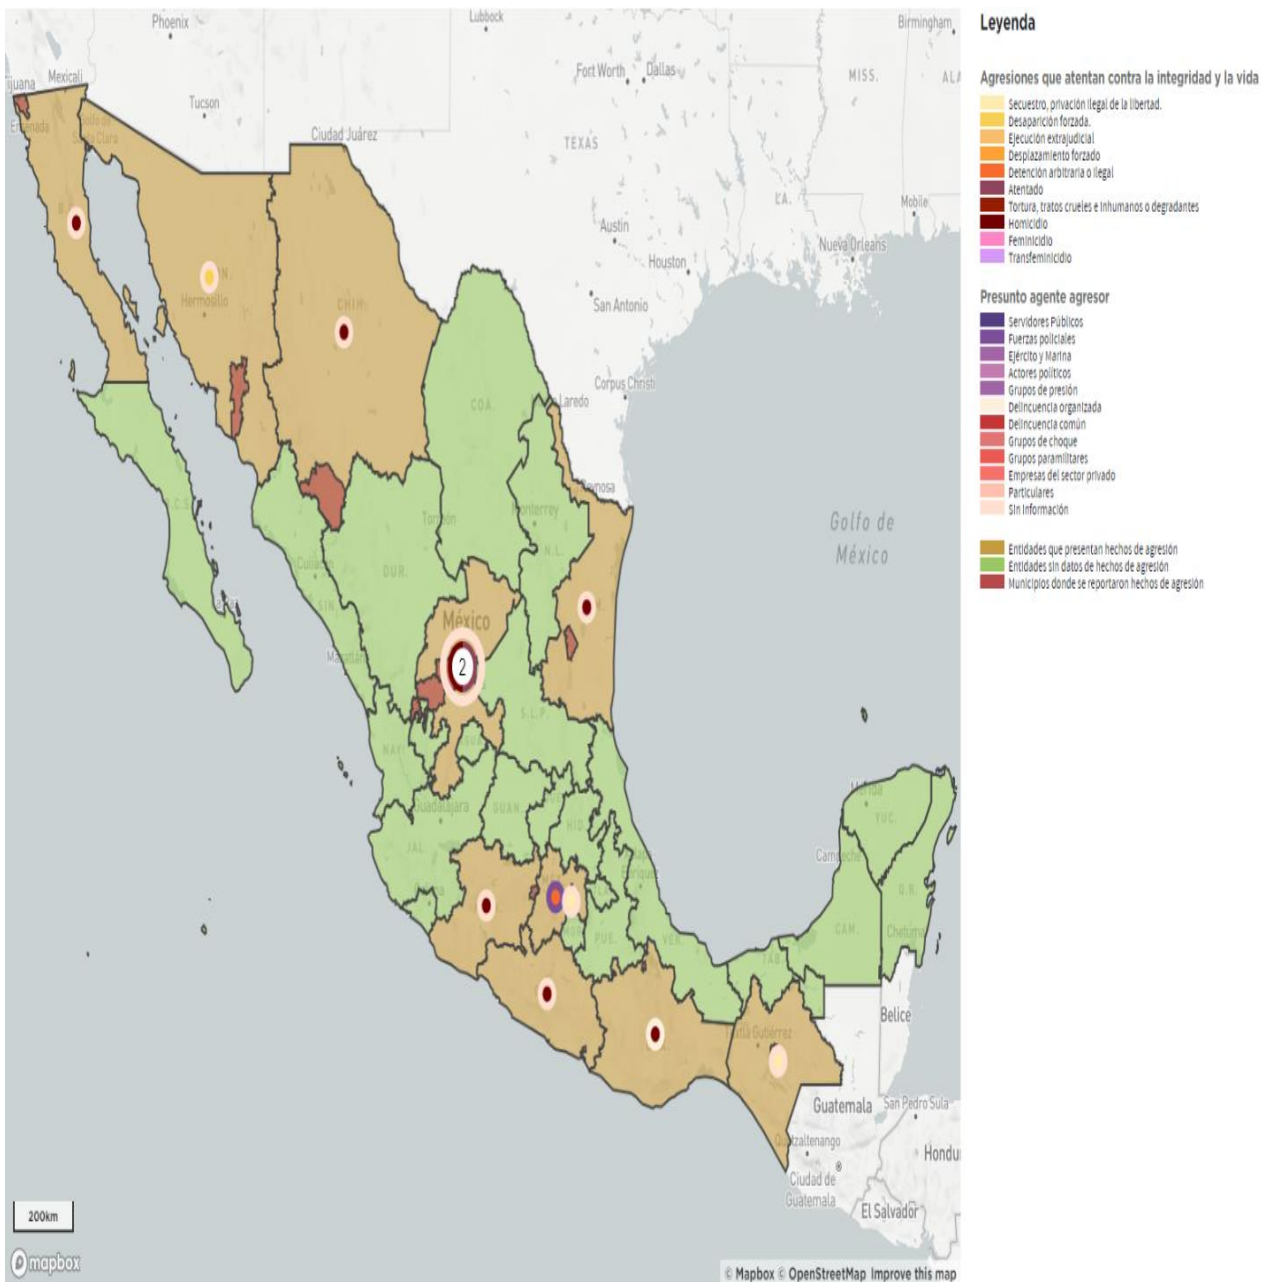 Phoenix
Lubbock
Birmingham
Mexicali
Fort Worth
Dallas
MISS.
Tucson
Ciudad Juárez
TEXAS
LA.
Austin
Mobile
Nueva Orleans
Houston
Hermosillo
CHIH.
San Antonio
Corpus Christi
COA.
Laredo
Reynosa
Monterrey
Golfo de
México
N.L.
DUR.
SIN.
México
2
S.L.P.
NAY.
Mérida
YUC.
Guadalajara
GUAN.
HID.
JAL.
Q.R.
CAM.
Chetumal
PUE.
VER.
TAB.
Tuxtla Gutiérrez
Belice
Guatemala
San Pedro Sula
Quetzaltenango
Ciudad de
Guatemala
El Salvador
200km
mapbox
© Mapbox © OpenStreetMap Improve this map
Leyenda
Agresiones que atentan contra la integridad y la vida
Secuestro, privación ilegal de la libertad.
Desaparición forzada.
Ejecución extrajudicial
Desplazamiento forzado
Detención arbitraria o ilegal
Atentado
Tortura, tratos crueles e inhumanos o degradantes
Homicidio
Feminicidio
Transfeminicidio
Presunto agente agresor
Servidores Públicos
Fuerzas policiales
Ejército y Marina
Actores políticos
Grupos de presión
Delincuencia organizada
Delincuencia común
Grupos de choque
Grupos paramilitares
Empresas del sector privado
Particulares
Sin información
Entidades que presentan hechos de agresión
Entidades sin datos de hechos de agresión
Municipios donde se reportaron hechos de agresión